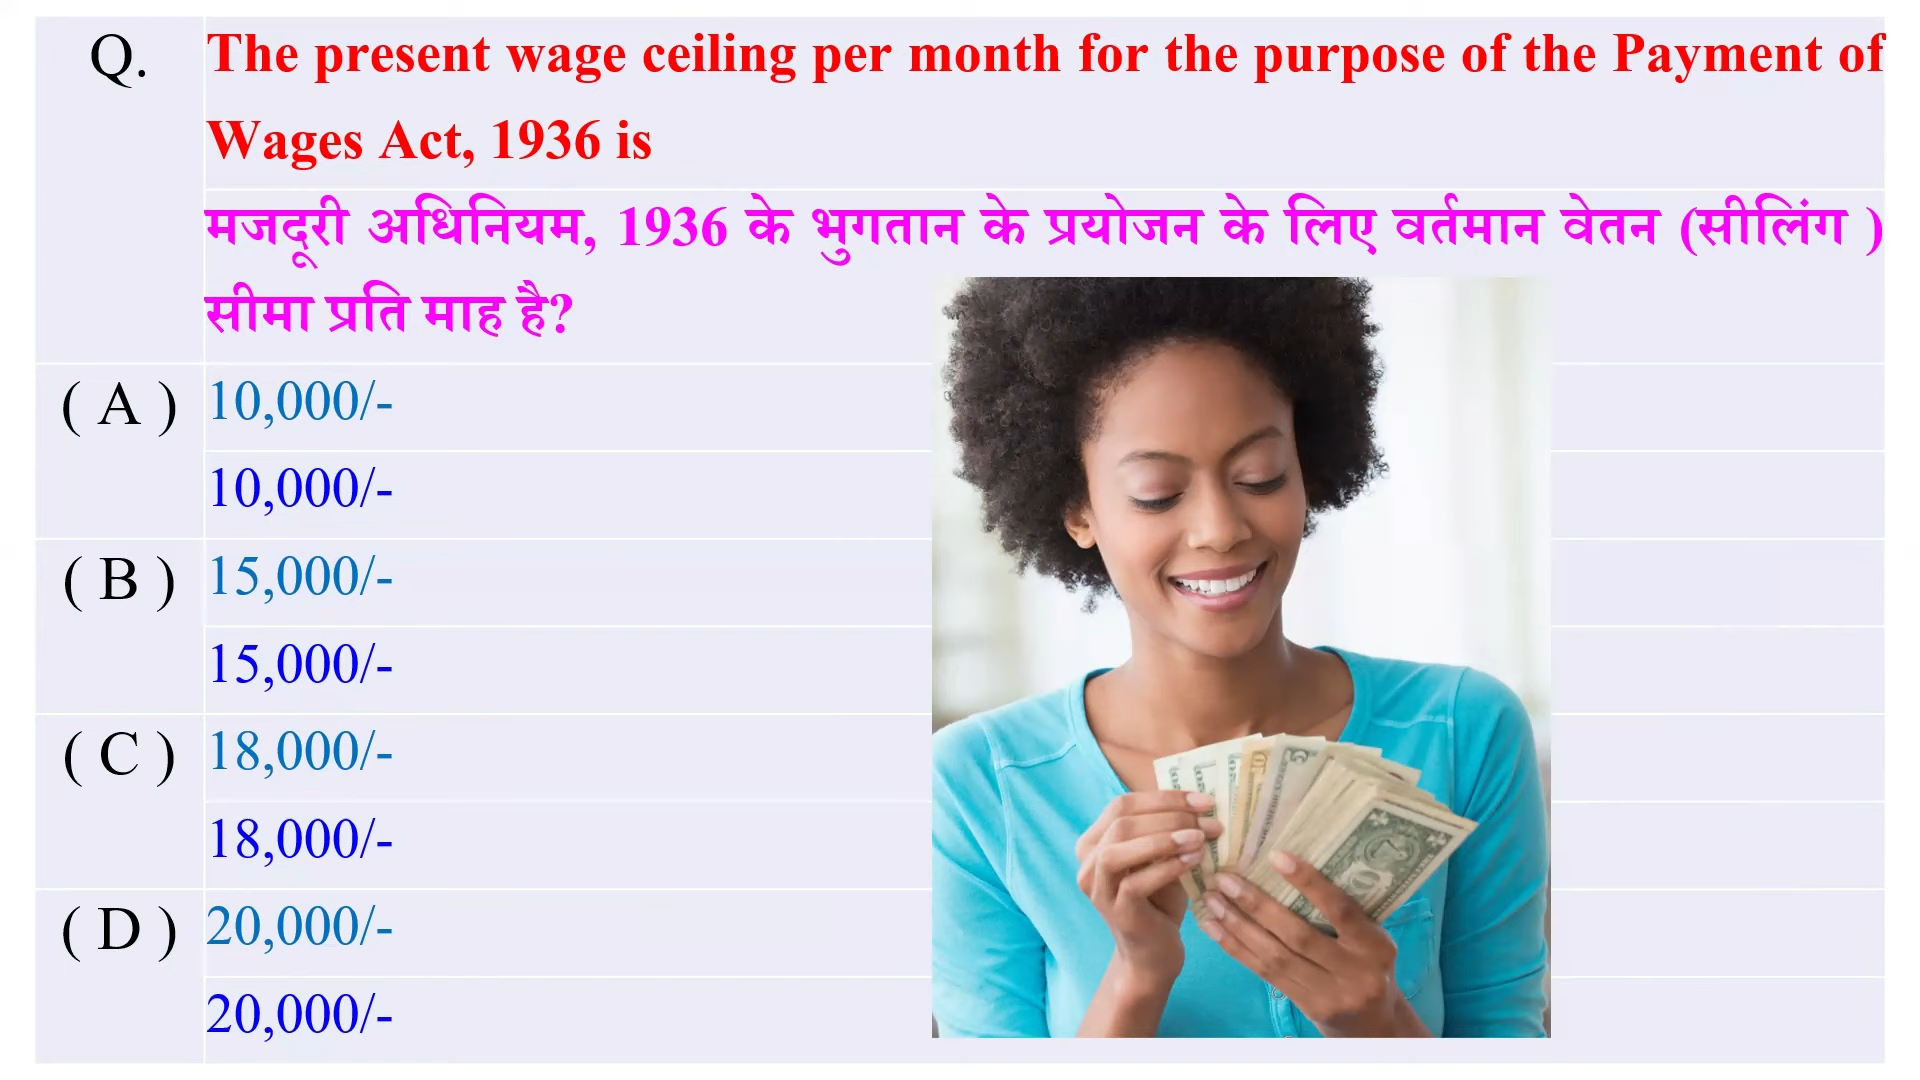 Q. The present wage ceiling per month for the purpose of the Payment of
Wages Act, 1936 is
मजदूरी अधिनियम, 1936 के भुगतान के प्रयोजन के लिए वर्तमान वेतन (सीलिंग )
सीमा प्रति माह है?
( A ) 10,000/-
10,000/-
( B ) 15,000/-
15,000/-
( C ) 18,000/-
18,000/-
( D ) 20,000/-
20,000/-